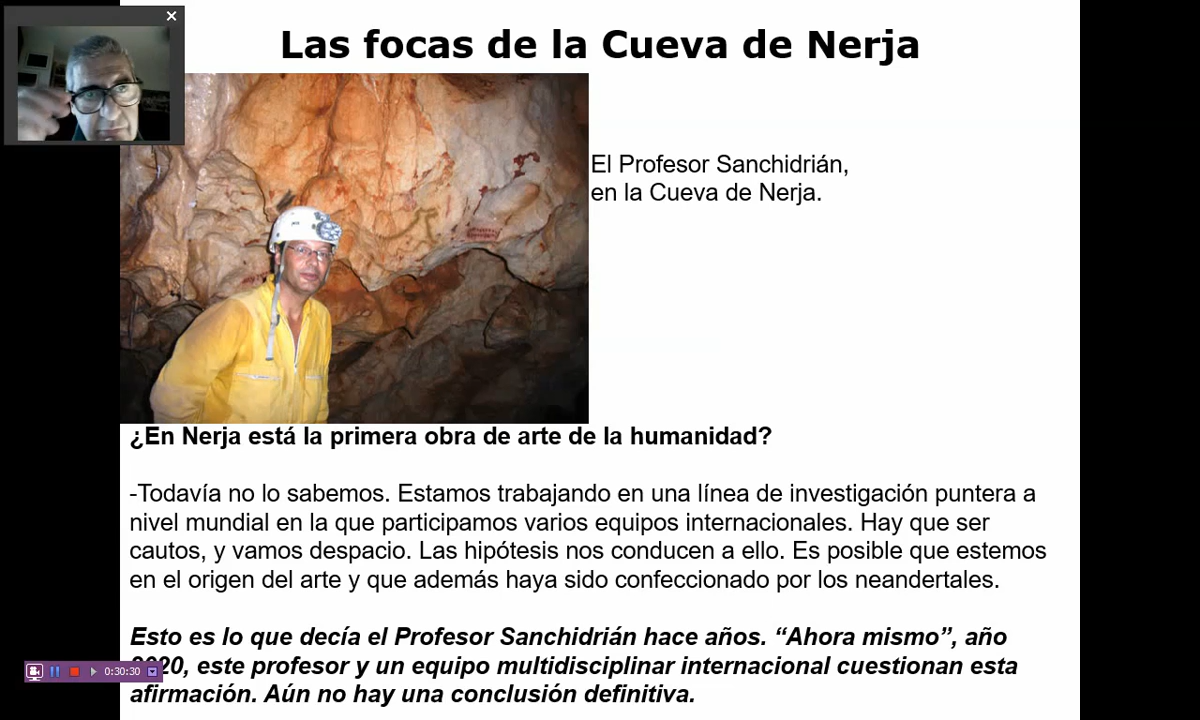 Las focas de la Cueva de Nerja
El Profesor Sanchidrián,
en la Cueva de Nerja.
¿En Nerja está la primera obra de arte de la humanidad?
-Todavía no lo sabemos. Estamos trabajando en una línea de investigación puntera a
nivel mundial en la que participamos varios equipos internacionales. Hay que ser
cautos, y vamos despacio. Las hipótesis nos conducen a ello. Es posible que estemos
en el origen del arte y que además haya sido confeccionado por los neandertales.
Esto es lo que decía el Profesor Sanchidrián hace años. “Ahora mismo”, año
2020, este profesor y un equipo multidisciplinar internacional cuestionan esta
afirmación. Aún no hay una conclusión definitiva.
0:30:30